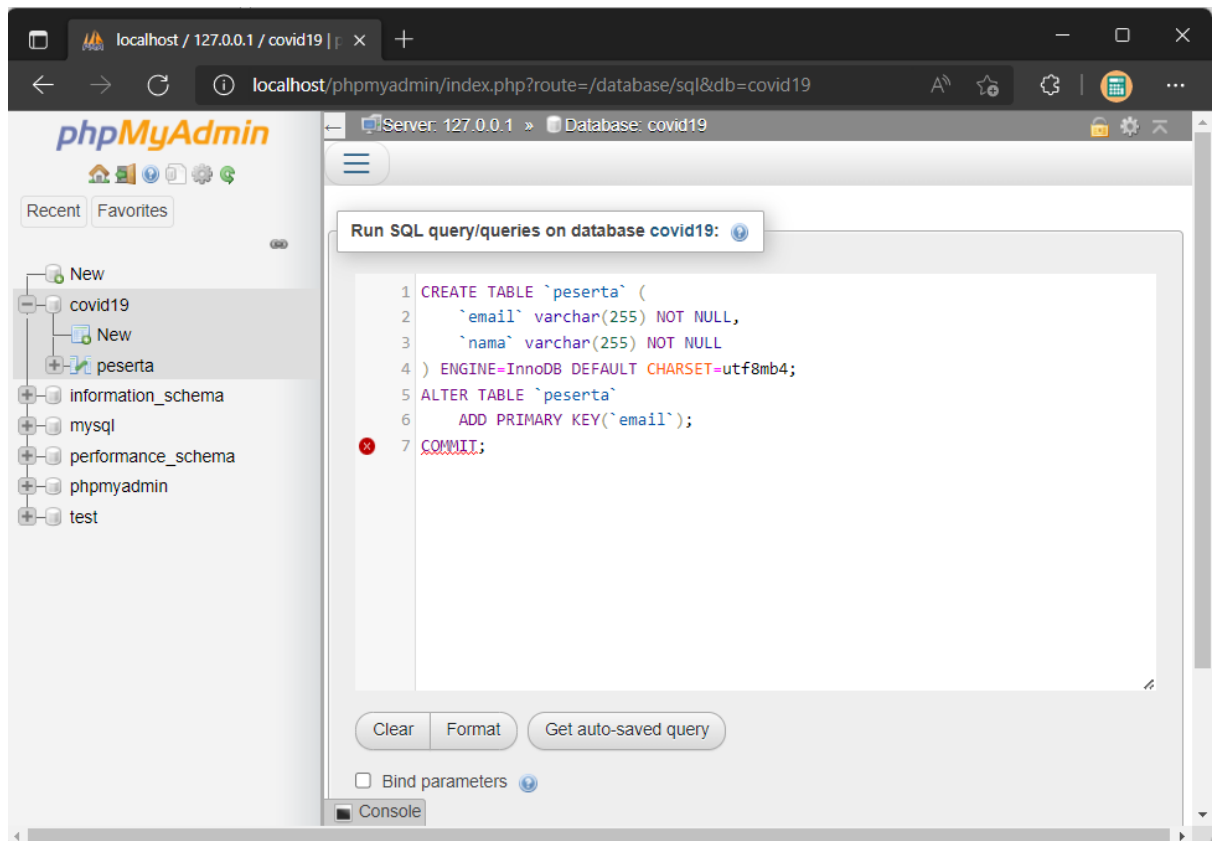 localhost / 127.0.0.1 / covid19 | p
localhost/phpmyadmin/index.php?route=/database/sql&db=covid19
phpMyAdmin
Recent Favorites
New
covid19
New
peserta
information_schema
mysql
performance_schema
phpmyadmin
test
Server: 127.0.0.1 » Database: covid19
Run SQL query/queries on database covid19:
1 CREATE TABLE `peserta` (
2 `email` varchar(255) NOT NULL,
3 `nama` varchar(255) NOT NULL
4 ) ENGINE=InnoDB DEFAULT CHARSET=utf8mb4;
5 ALTER TABLE `peserta`
6 ADD PRIMARY KEY(`email`);
7 COMMIT;
Clear Format Get auto-saved query
Bind parameters
Console